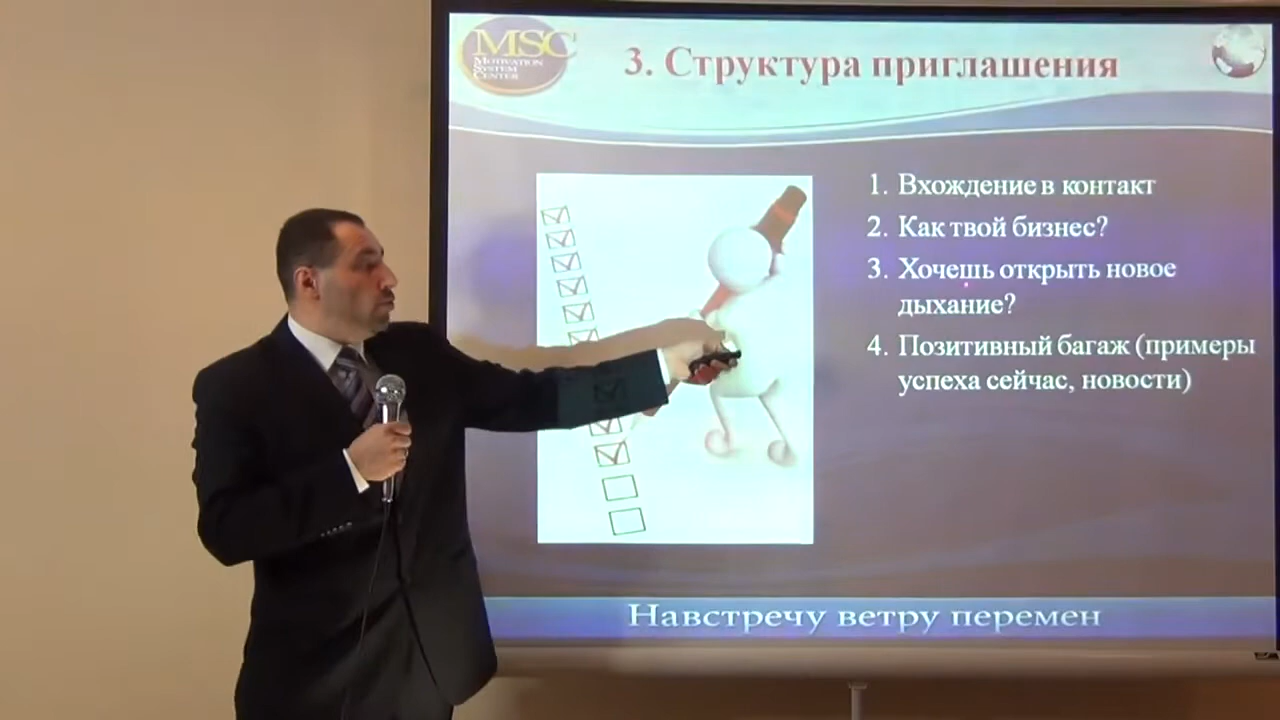 MSC
MOTIVATION
SYSTEM
CENTER
3. Структура приглашения
1. Вхождение в контакт
2. Как твой бизнес?
3. Хочешь открыть новое
дыхание?
4. Позитивный багаж (примеры
успеха сейчас, новости)
Навстречу ветру перемен